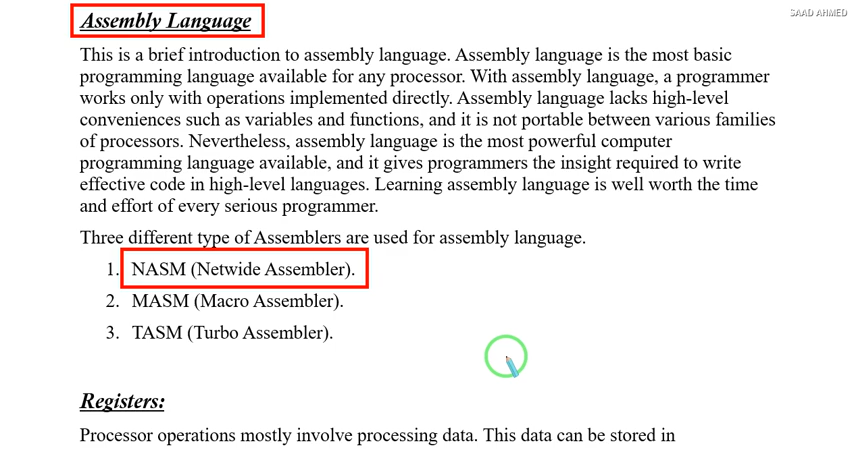 SAAD AHMED
Assembly Language
This is a brief introduction to assembly language. Assembly language is the most basic
programming language available for any processor. With assembly language, a programmer
works only with operations implemented directly. Assembly language lacks high-level
conveniences such as variables and functions, and it is not portable between various families
of processors. Nevertheless, assembly language is the most powerful computer
programming language available, and it gives programmers the insight required to write
effective code in high-level languages. Learning assembly language is well worth the time
and effort of every serious programmer.
Three different type of Assemblers are used for assembly language.
1. NASM (Netwide Assembler).
2. MASM (Macro Assembler).
3. TASM (Turbo Assembler).
Registers:
Processor operations mostly involve processing data. This data can be stored in